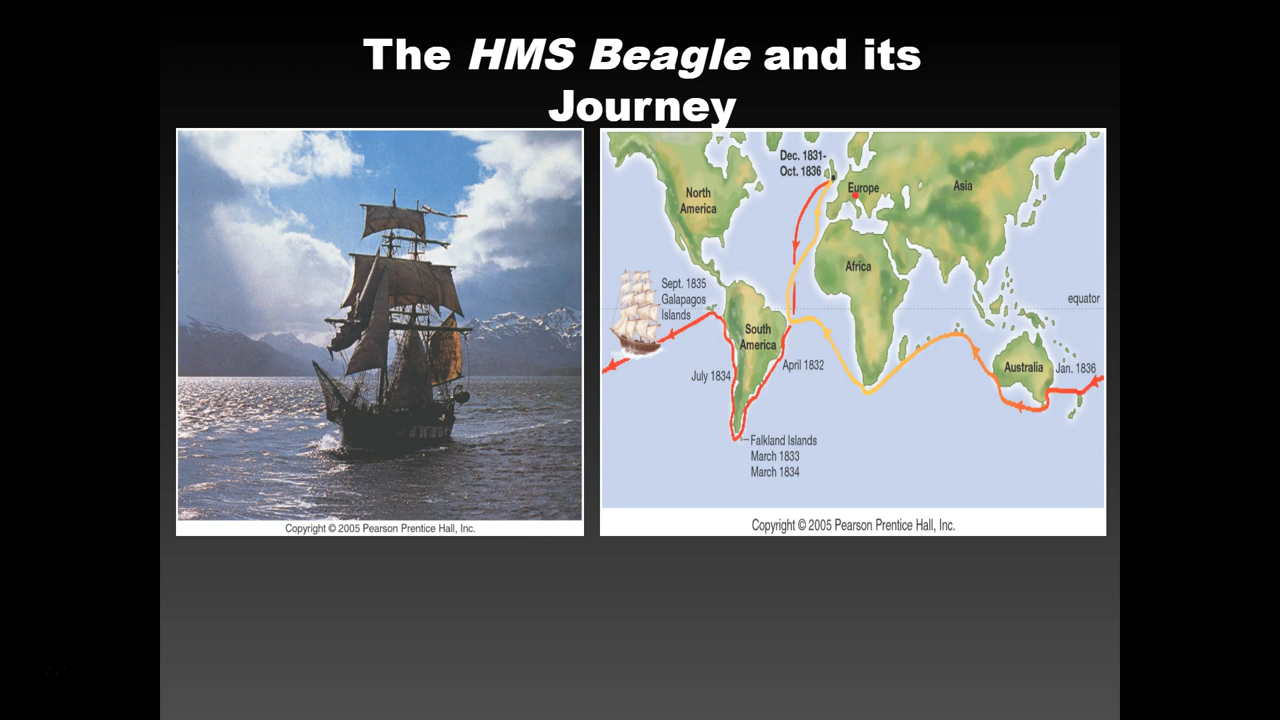 The HMS Beagle and its
Journey
Copyright © 2005 Pearson Prentice Hall, Inc.
Dec. 1831-
Oct. 1836
North
America
Europe
Asia
Africa
equator
Sept. 1835
Galapagos
Islands
South
America
April 1832
July 1834
Australia
Jan. 1836
Falkland Islands
March 1833
March 1834
Copyright © 2005 Pearson Prentice Hall, Inc.